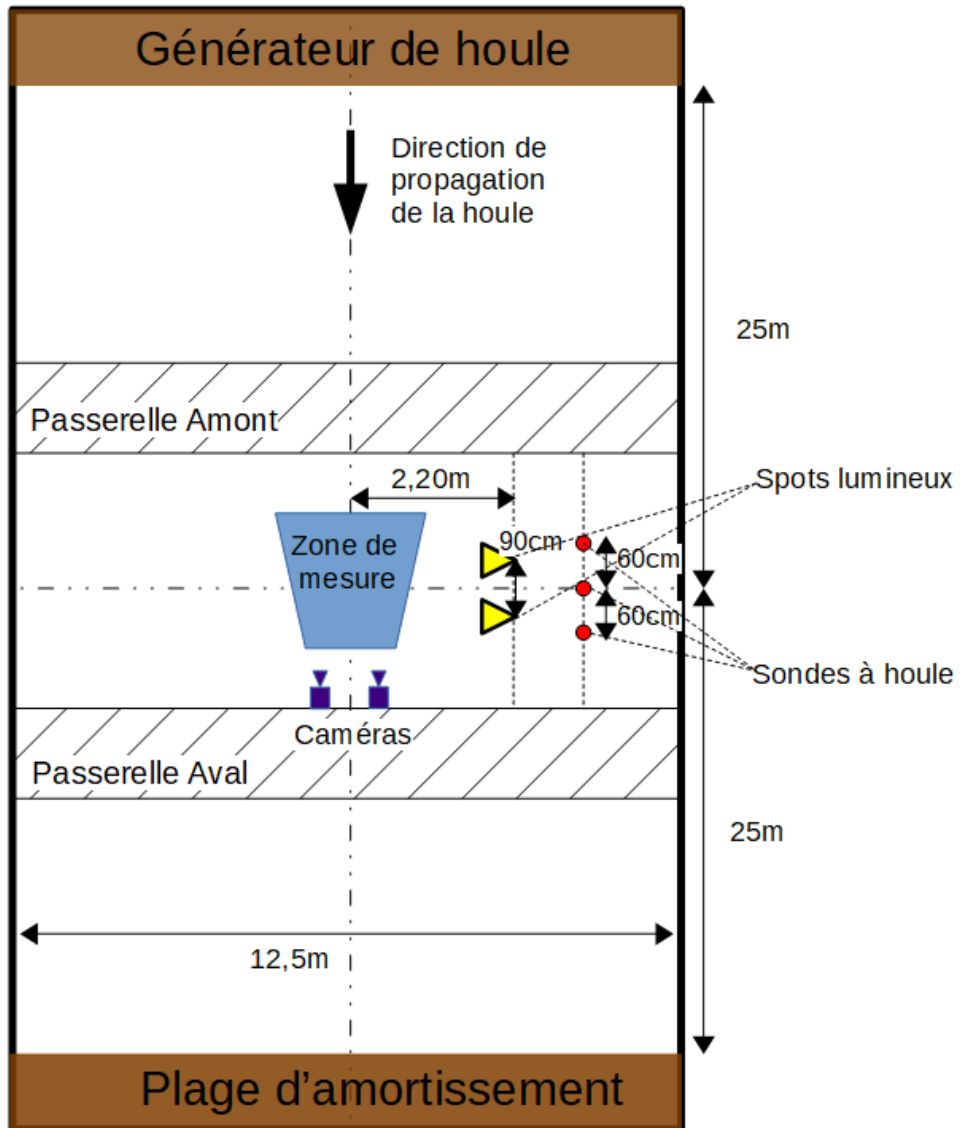 Générateur de houle
Direction de
propagation
de la houle
25m
Passerelle Amont
2,20m
Spots lumineux
Zone de
mesure
90cm
60cm
60cm
Sondes à houle
Caméras
Passerelle Aval
25m
12,5m
Plage d’amortissement